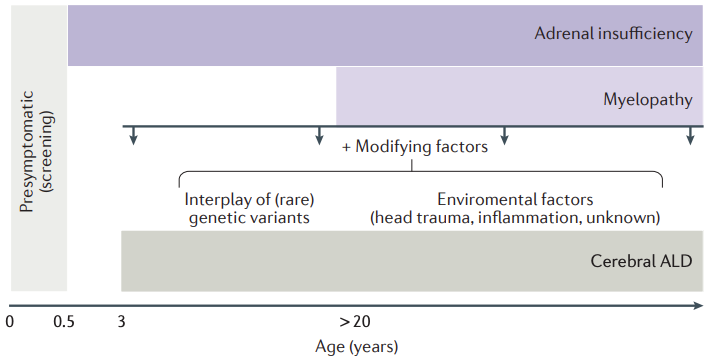 Adrenal insufficiency
Myelopathy
Presymptomatic
(screening)
+ Modifying factors
Interplay of (rare)
genetic variants
Enviromental factors
(head trauma, inflammation, unknown)
Cerebral ALD
0
0.5
3
>20
Age (years)